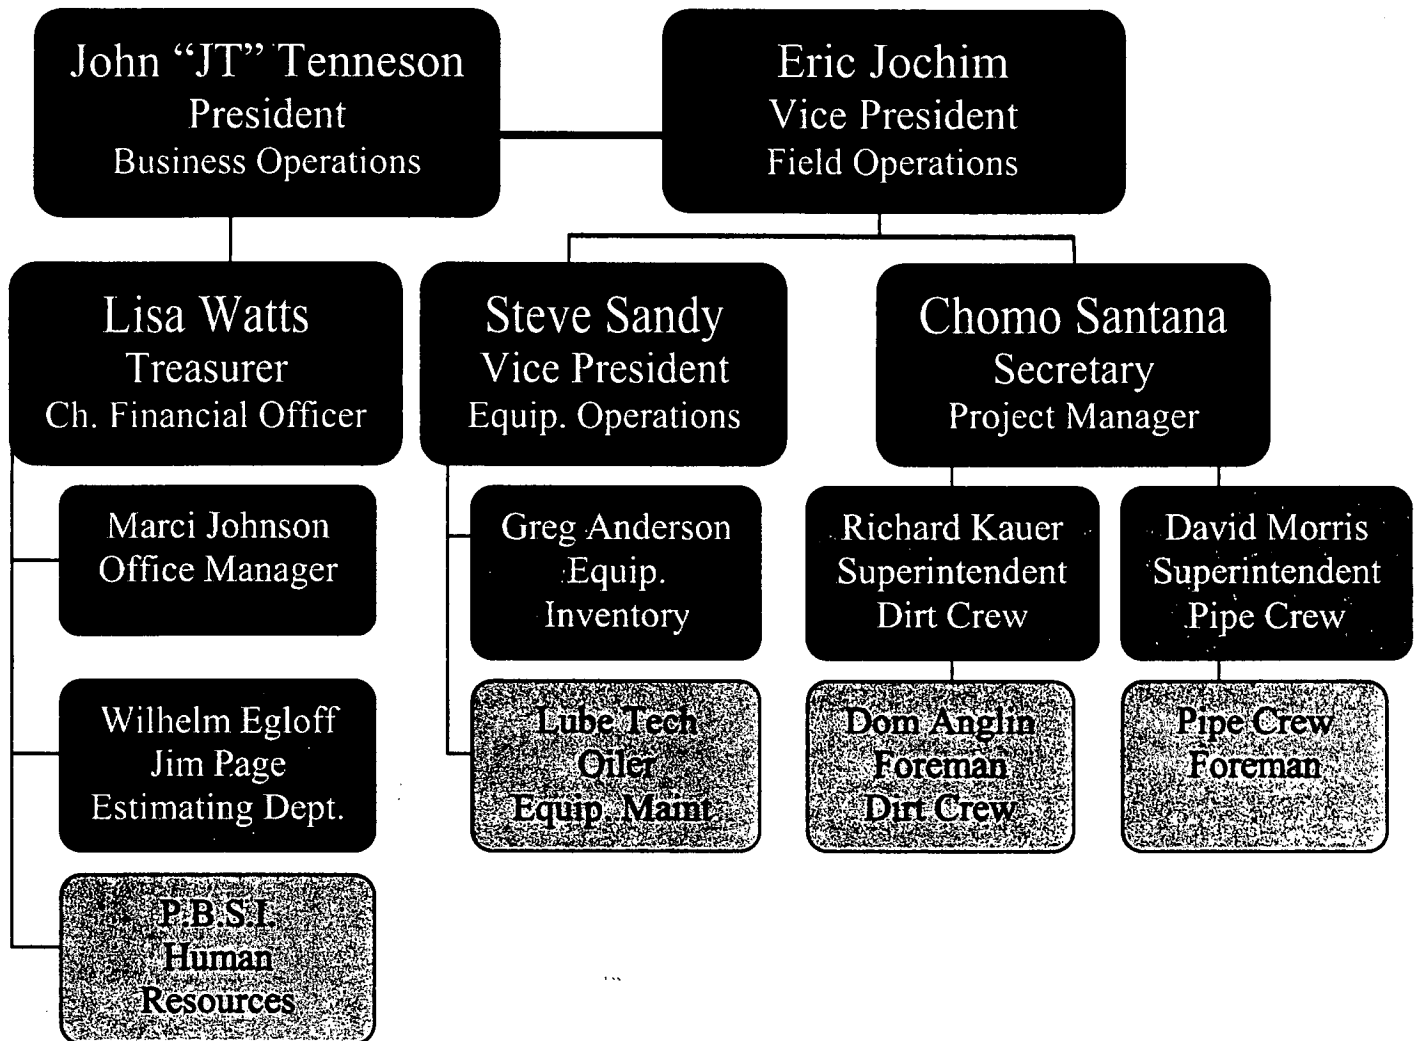 John “JT” Tenneson
President
Business Operations
Eric Jochim
Vice President
Field Operations
Lisa Watts
Treasurer
Ch. Financial Officer
Steve Sandy
Vice President
Equip. Operations
Chomo Santana
Secretary
Project Manager
Marci Johnson
Office Manager
Greg Anderson
Equip.
Inventory
Richard Kauer
Superintendent
Dirt Crew
David Morris
Superintendent
Pipe Crew
Wilhelm Egloff
Jim Page
Estimating Dept.
Lube Tech
Oiler
Equip. Maint
Dom Anglin
Foreman
Dirt Crew
Pipe Crew
Foreman
P.B.S.I.
Human
Resources